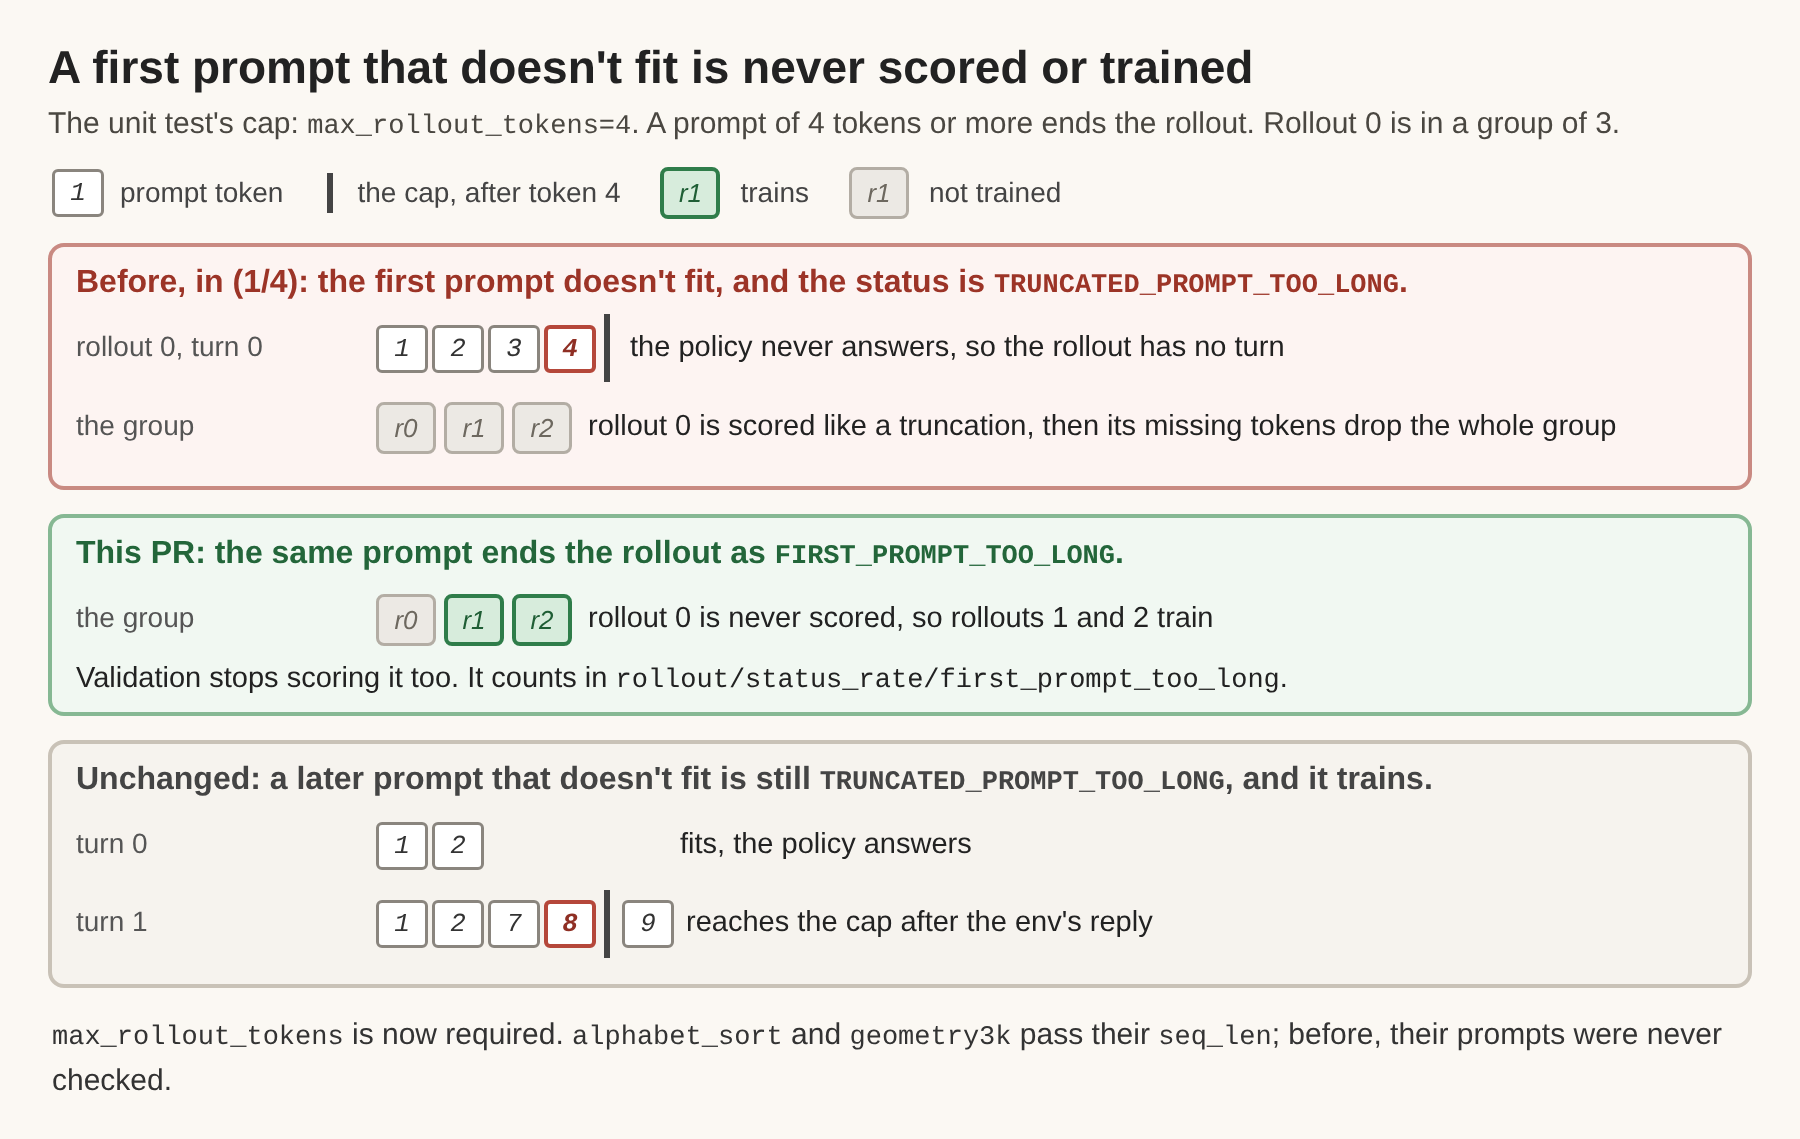 A first prompt that doesn't fit is never scored or trained
The unit test's cap: max_rollout_tokens=4. A prompt of 4 tokens or more ends the rollout. Rollout 0 is in a group of 3.
1 prompt token the cap, after token 4 r1 trains r1 not trained
Before, in (1/4): the first prompt doesn't fit, and the status is TRUNCATED_PROMPT_TOO_LONG.
rollout 0, turn 0 1 2 3 4 the policy never answers, so the rollout has no turn
the group r0 r1 r2 rollout 0 is scored like a truncation, then its missing tokens drop the whole group
This PR: the same prompt ends the rollout as FIRST_PROMPT_TOO_LONG.
the group r0 r1 r2 rollout 0 is never scored, so rollouts 1 and 2 train
Validation stops scoring it too. It counts in rollout/status_rate/first_prompt_too_long.
Unchanged: a later prompt that doesn't fit is still TRUNCATED_PROMPT_TOO_LONG, and it trains.
turn 0 1 2 fits, the policy answers
turn 1 1 2 7 8 9 reaches the cap after the env's reply
max_rollout_tokens is now required. alphabet_sort and geometry3k pass their seq_len; before, their prompts were never
checked.